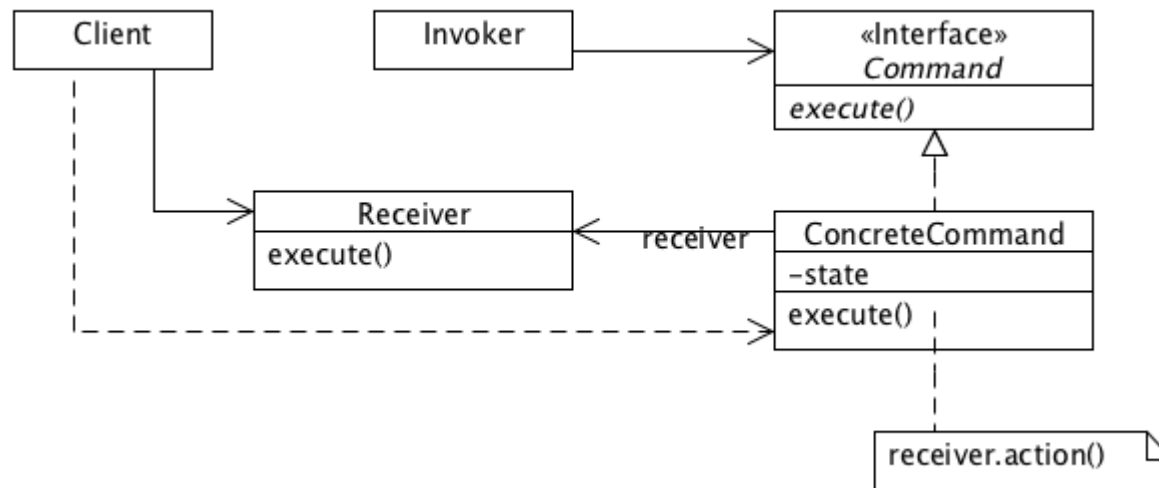 Client
Invoker
«Interface»
Command
execute()
Receiver
execute()
receiver
ConcreteCommand
-state
execute()
receiver.action()